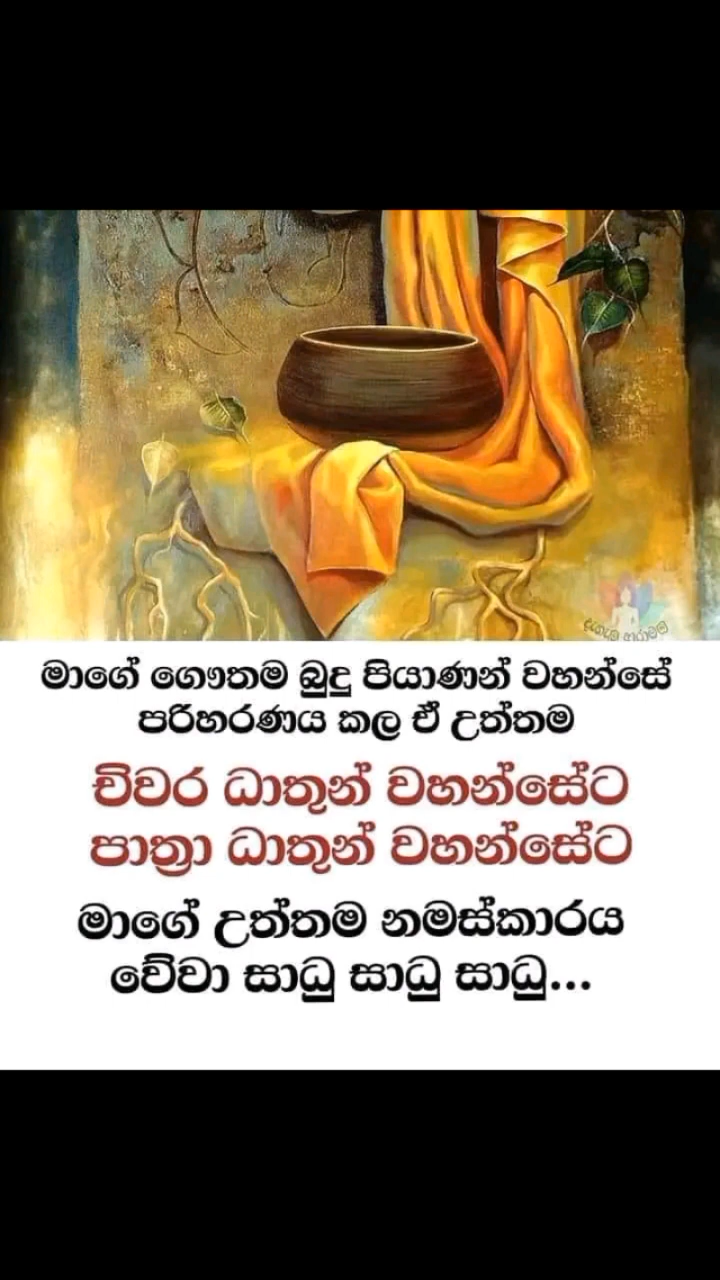 මාගේ ගෞතම බුදු පියාණන් වහන්සේ
පරිහරණය කල ඒ උත්තම
චිවර ධාතුන් වහන්සේට
පාත්‍රා ධාතුන් වහන්සේට
මාගේ උත්තම නමස්කාරය
වේවා සාධු සාධු සාධු...